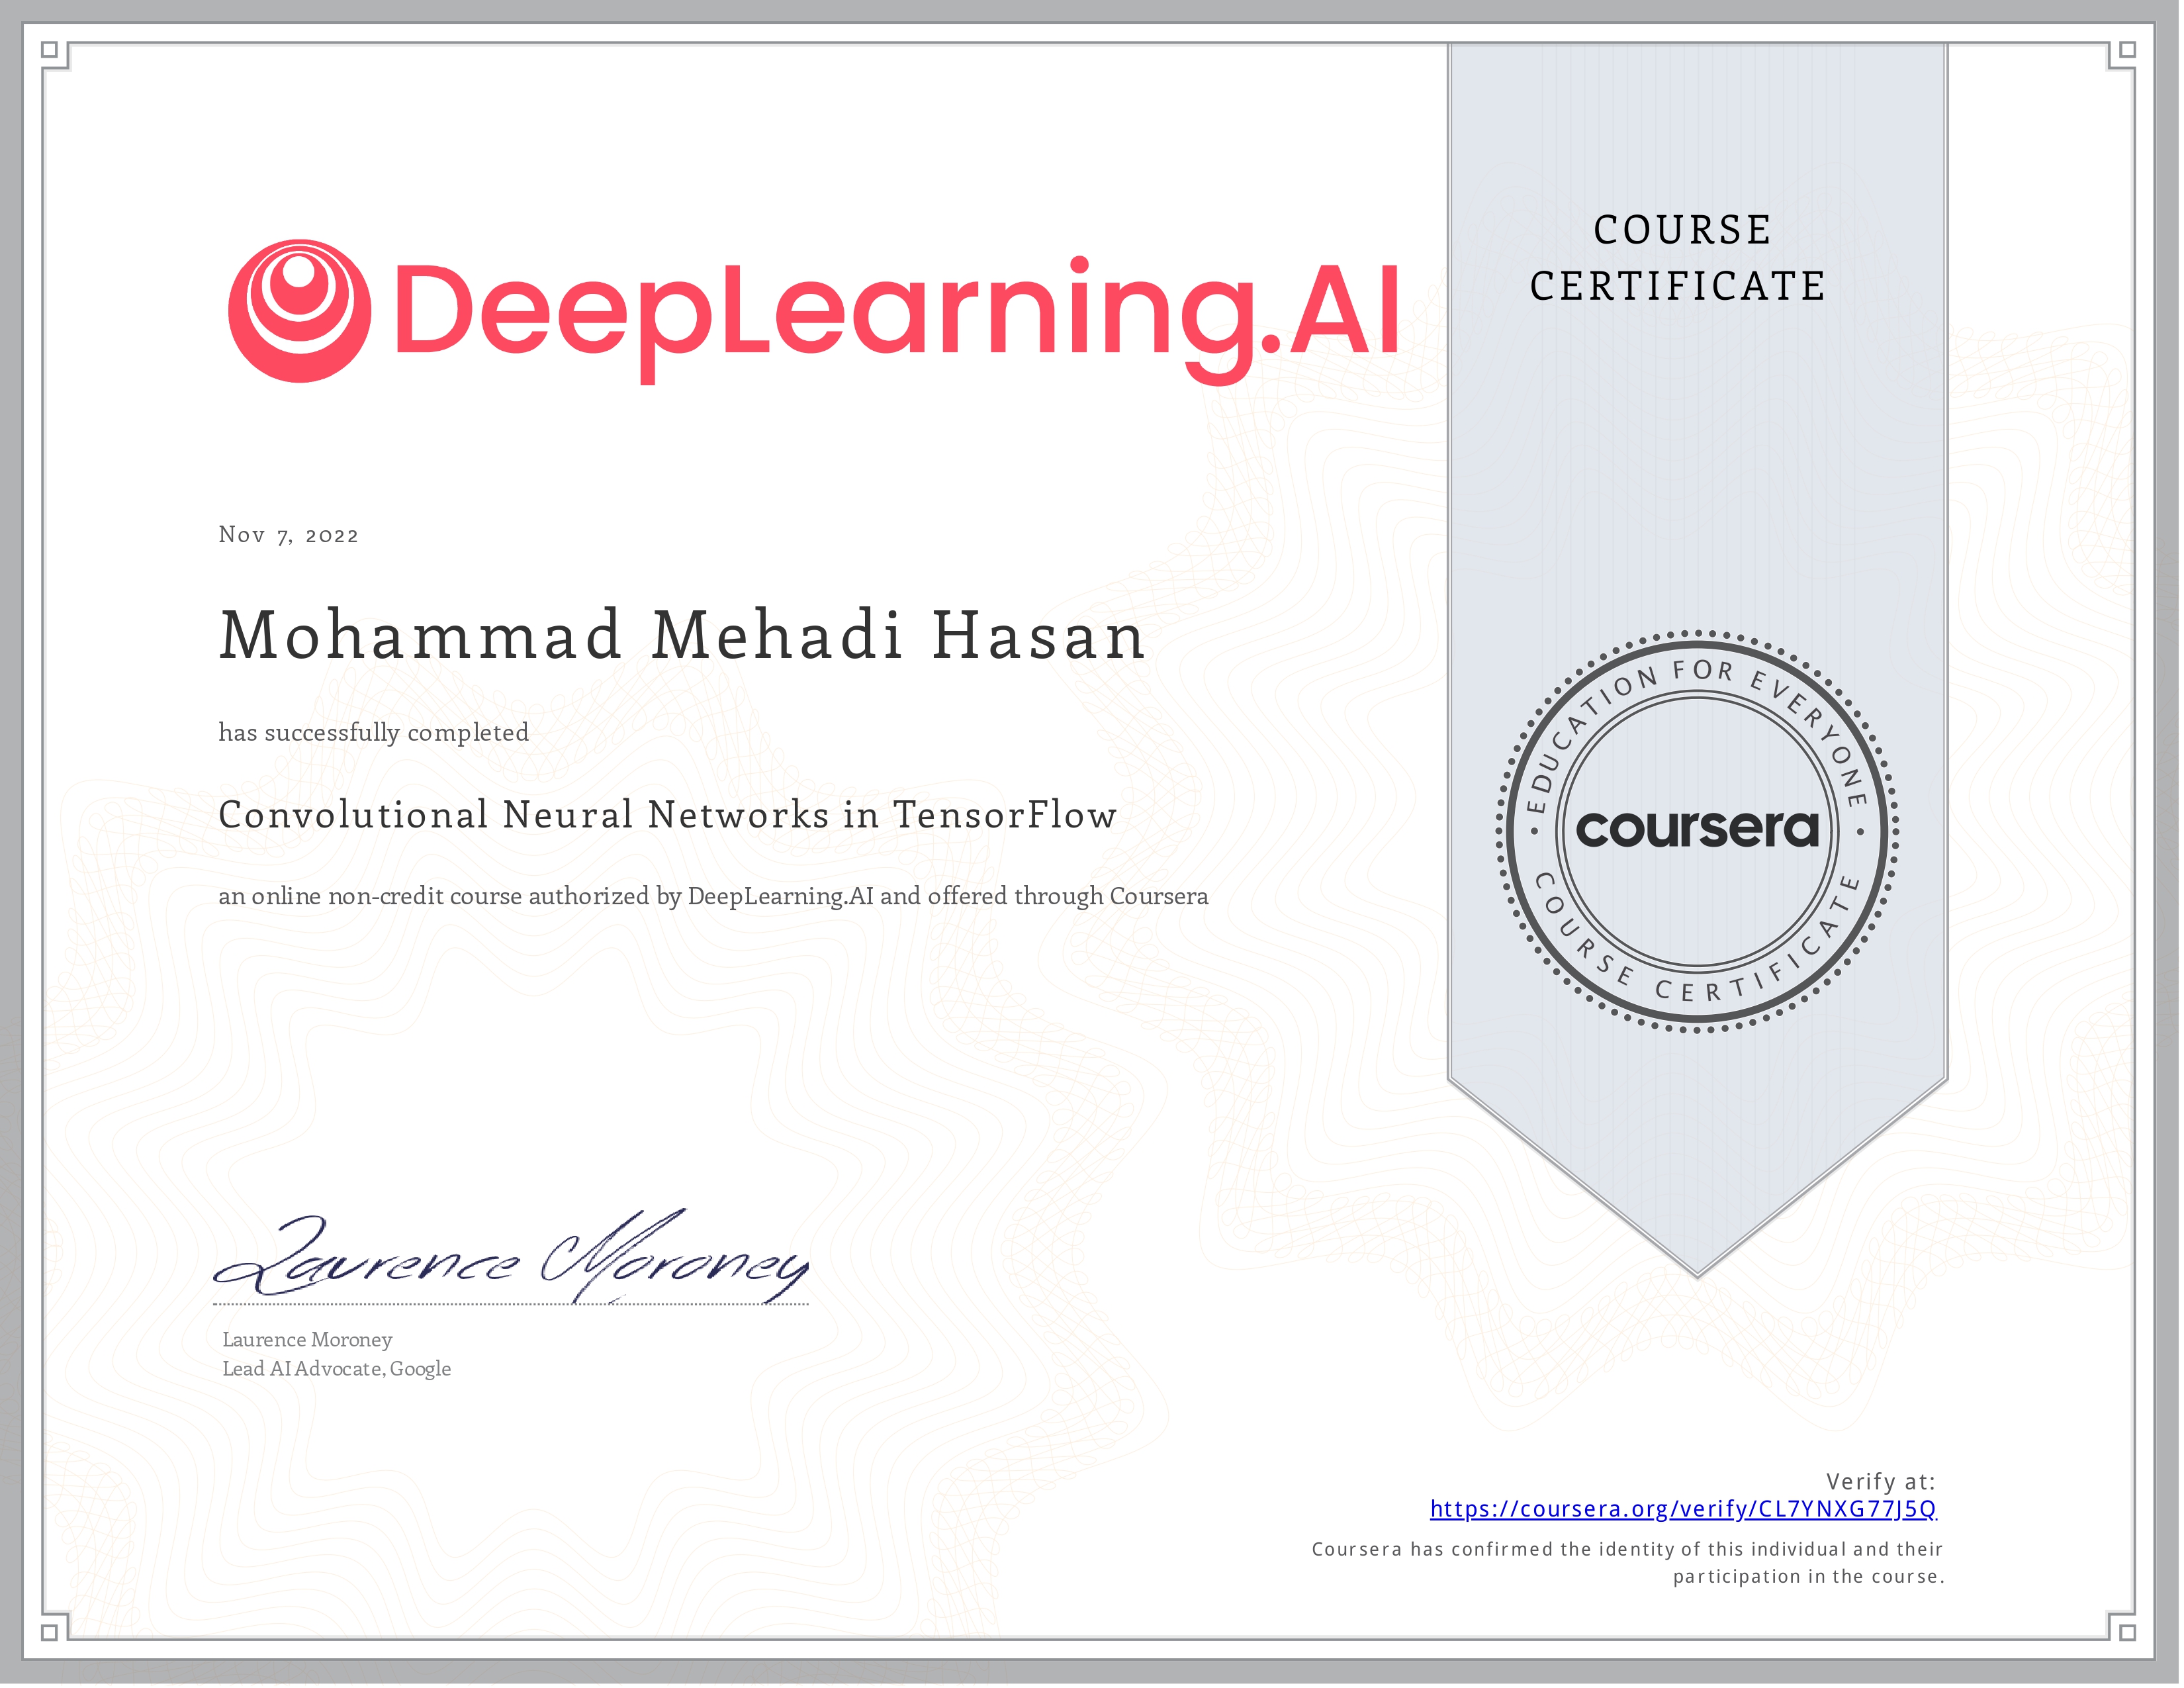 DeepLearning.AI
COURSE
CERTIFICATE
Nov 7, 2022
Mohammad Mehadi Hasan
has successfully completed
Convolutional Neural Networks in TensorFlow
an online non-credit course authorized by DeepLearning.AI and offered through Coursera
EDUCATION FOR EVERYONE
coursera
COURSE CERTIFICATE
Laurence Moroney
Laurence Moroney
Lead AI Advocate, Google
Verify at:
https://coursera.org/verify/CL7YNXG77J5Q
Coursera has confirmed the identity of this individual and their
participation in the course.